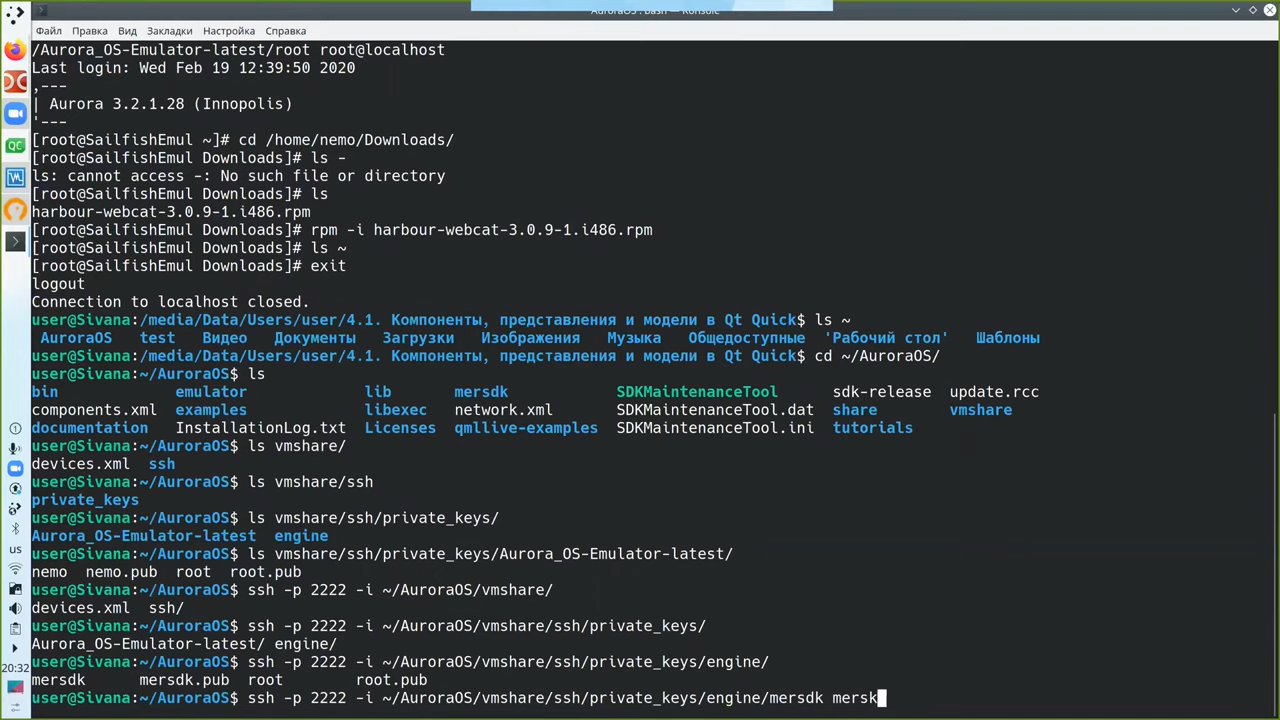 AuroraOS : bash — Konsole
Файл Правка Вид Закладки Настройка Справка
/Aurora_OS-Emulator-latest/root root@localhost
Last login: Wed Feb 19 12:39:50 2020
,---
| Aurora 3.2.1.28 (Innopolis)
'---
[root@SailfishEmul ~]# cd /home/nemo/Downloads/
[root@SailfishEmul Downloads]# ls -
ls: cannot access -: No such file or directory
[root@SailfishEmul Downloads]# ls
harbour-webcat-3.0.9-1.i486.rpm
[root@SailfishEmul Downloads]# rpm -i harbour-webcat-3.0.9-1.i486.rpm
[root@SailfishEmul Downloads]# ls ~
[root@SailfishEmul Downloads]# exit
logout
Connection to localhost closed.
user@Sivana:/media/Data/Users/user/4.1. Компоненты, представления и модели в Qt Quick$ ls ~
AuroraOS test Видео Документы Загрузки Изображения Музыка Общедоступные 'Рабочий стол' Шаблоны
user@Sivana:/media/Data/Users/user/4.1. Компоненты, представления и модели в Qt Quick$ cd ~/AuroraOS/
user@Sivana:~/AuroraOS$ ls
bin emulator lib mersdk SDKMaintenanceTool sdk-release update.rcc
components.xml examples libexec network.xml SDKMaintenanceTool.dat share vmshare
documentation InstallationLog.txt Licenses qmllive-examples SDKMaintenanceTool.ini tutorials
user@Sivana:~/AuroraOS$ ls vmshare/
devices.xml ssh
user@Sivana:~/AuroraOS$ ls vmshare/ssh
private_keys
user@Sivana:~/AuroraOS$ ls vmshare/ssh/private_keys/
Aurora_OS-Emulator-latest engine
user@Sivana:~/AuroraOS$ ls vmshare/ssh/private_keys/Aurora_OS-Emulator-latest/
nemo nemo.pub root root.pub
user@Sivana:~/AuroraOS$ ssh -p 2222 -i ~/AuroraOS/vmshare/
devices.xml ssh/
user@Sivana:~/AuroraOS$ ssh -p 2222 -i ~/AuroraOS/vmshare/ssh/private_keys/
Aurora_OS-Emulator-latest/ engine/
user@Sivana:~/AuroraOS$ ssh -p 2222 -i ~/AuroraOS/vmshare/ssh/private_keys/engine/
mersdk mersdk.pub root root.pub
user@Sivana:~/AuroraOS$ ssh -p 2222 -i ~/AuroraOS/vmshare/ssh/private_keys/engine/mersdk mersk
us
20:32